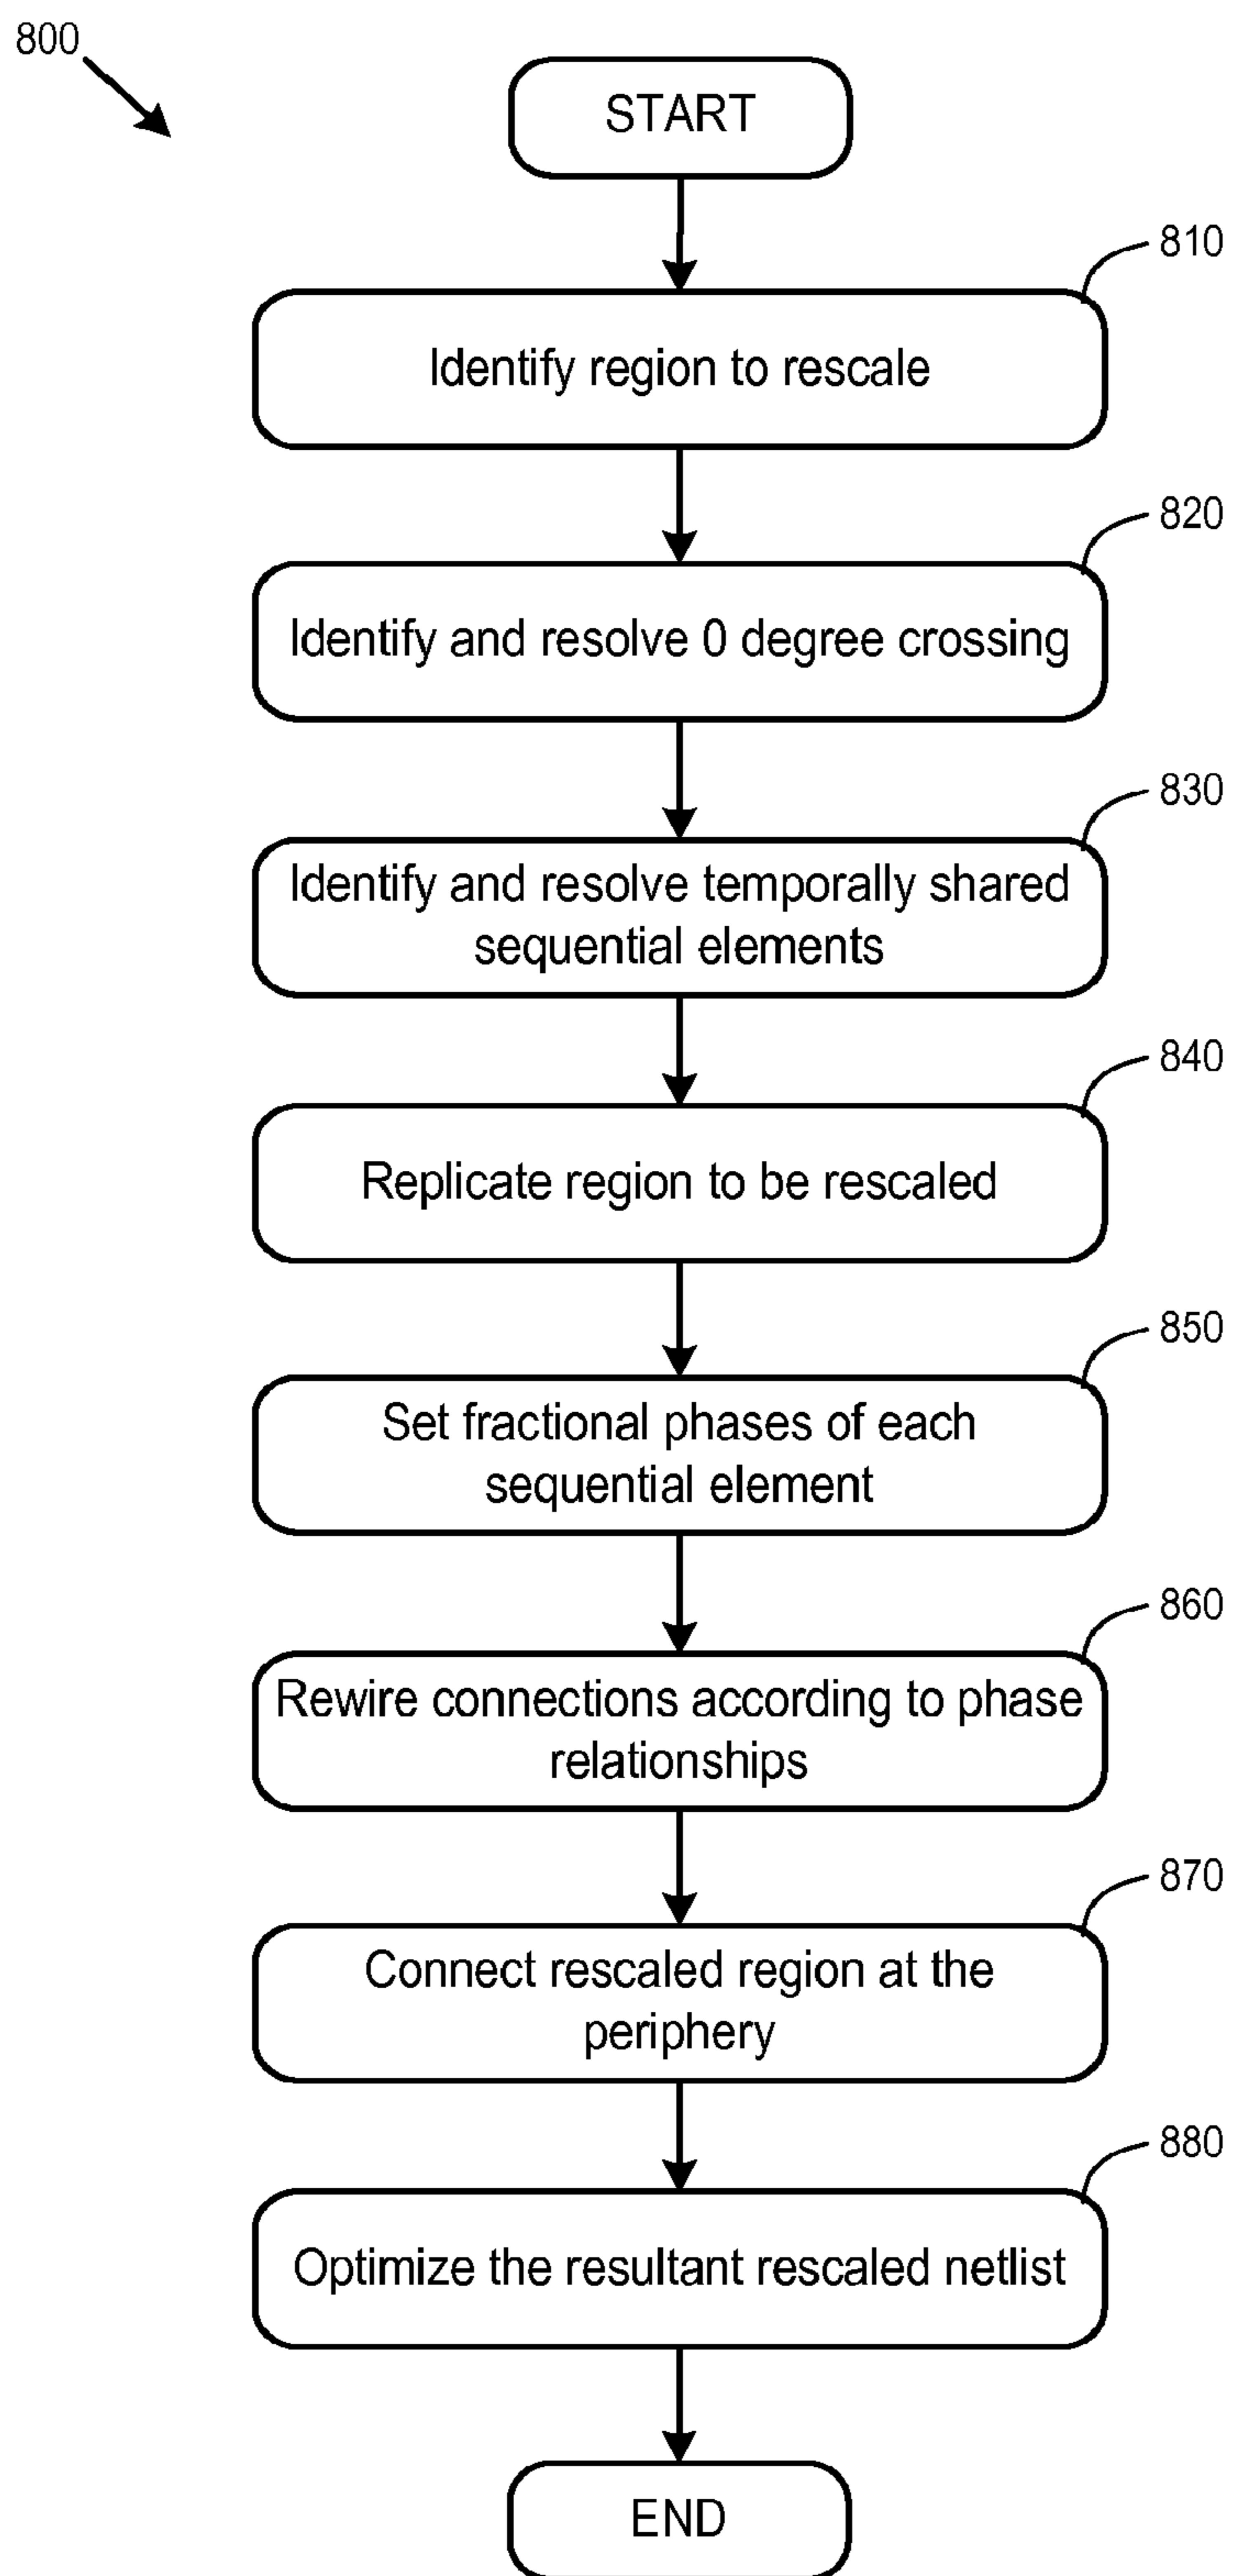 800
START
810
Identify region to rescale
820
Identify and resolve 0 degree crossing
830
Identify and resolve temporally shared
sequential elements
840
Replicate region to be rescaled
850
Set fractional phases of each
sequential element
860
Rewire connections according to phase
relationships
870
Connect rescaled region at the
periphery
880
Optimize the resultant rescaled netlist
END